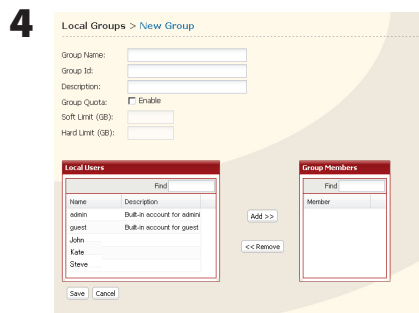 4
Local Groups > New Group
Group Name:
Group Id:
Description:
Group Quota: Enable
Soft Limit (GB):
Hard Limit (GB):
Local Users
Find
Name Description
admin Built-in account for admini
guest Built-in account for guest
John
Kate
Steve
Add >>
<< Remove
Group Members
Find
Member
Save Cancel